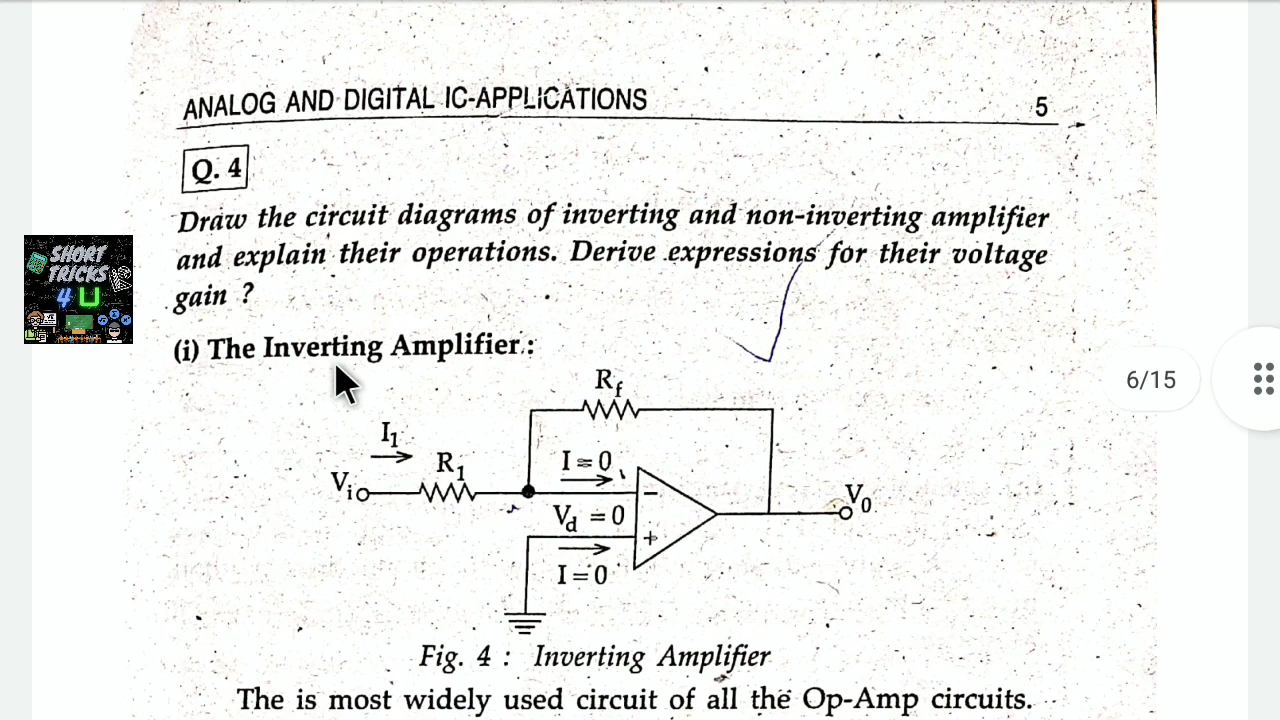 ANALOG AND DIGITAL IC-APPLICATIONS 5
Q. 4
Draw the circuit diagrams of inverting and non-inverting amplifier
and explain their operations. Derive expressions for their voltage
gain ?
SHORT
TRICKS
4 U
(i) The Inverting Amplifier :
6/15
Rf
I1
R1
I = 0
Vi
Vd = 0
V0
−
+
I = 0
Fig. 4 : Inverting Amplifier
The is most widely used circuit of all the Op-Amp circuits.